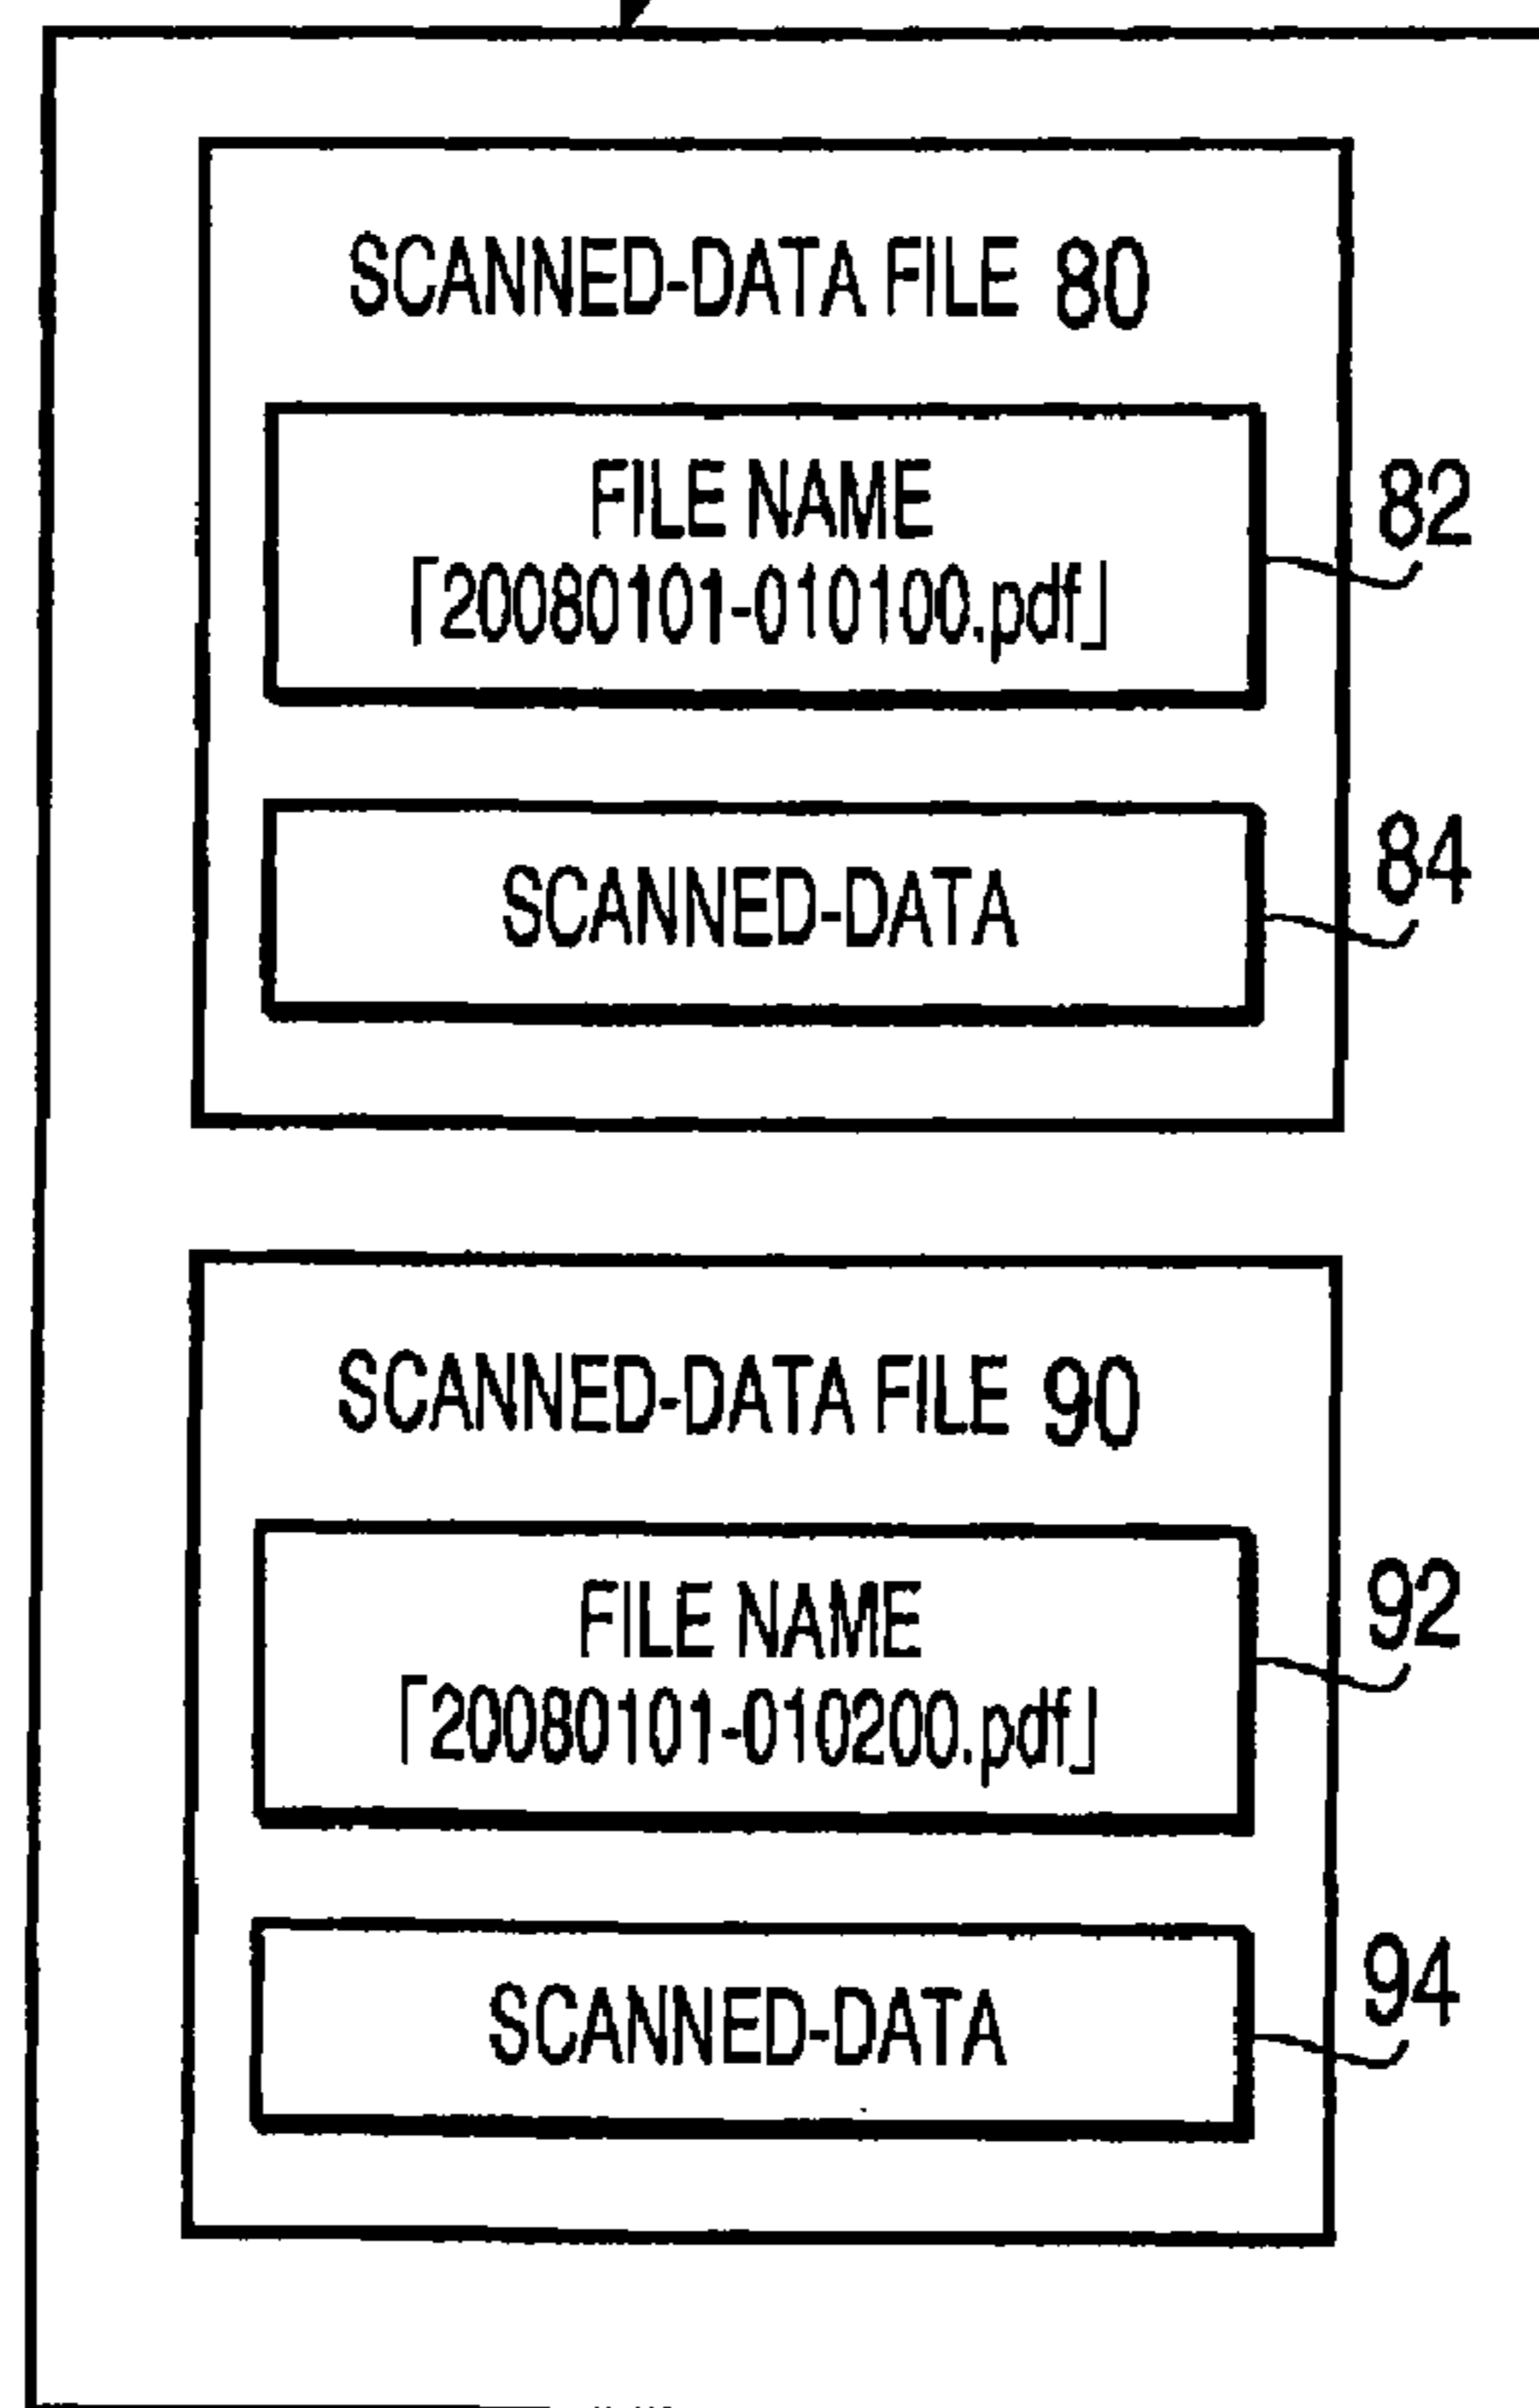 SCANNED-DATA FILE 80
FILE NAME
「20080101-010100.pdf」
82
SCANNED-DATA
84
SCANNED-DATA FILE 90
FILE NAME
「20080101-010200.pdf」
92
SCANNED-DATA
94